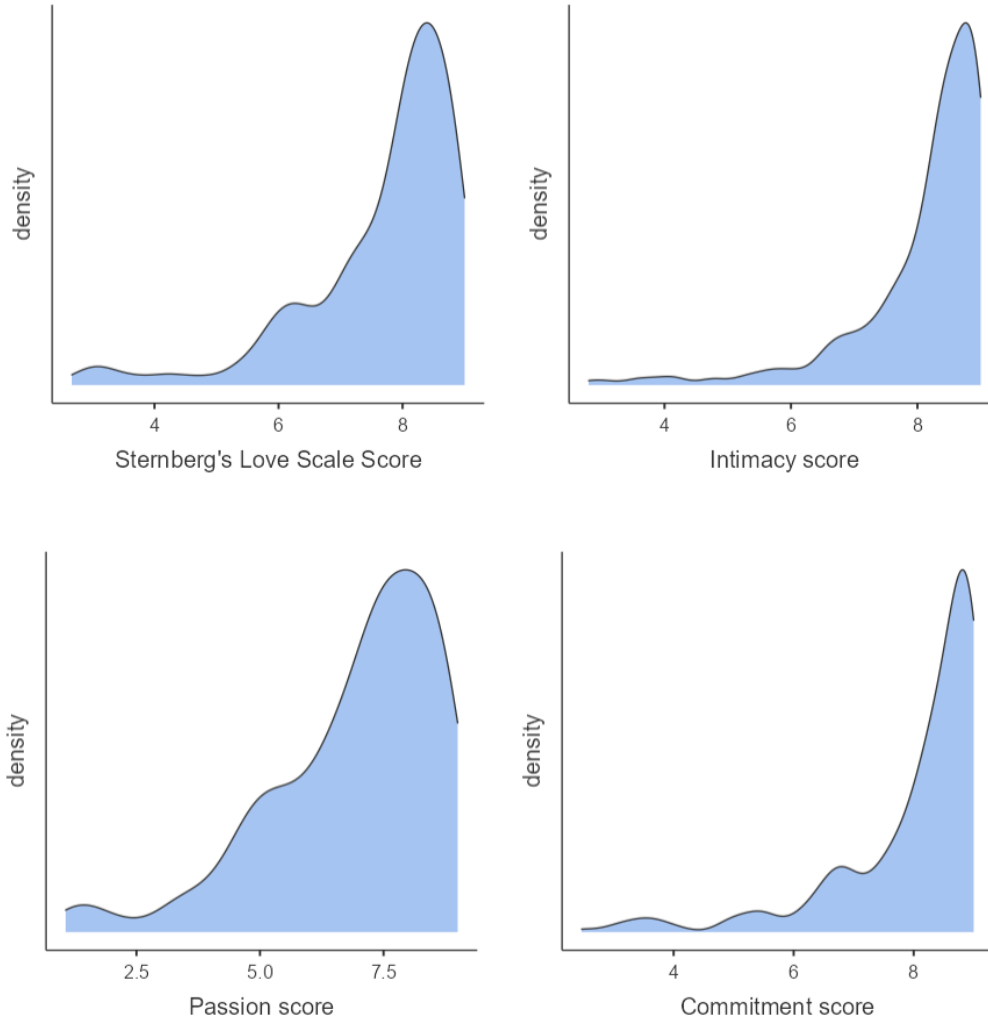 density
4 6 8
Sternberg's Love Scale Score
density
4 6 8
Intimacy score
density
2.5 5.0 7.5
Passion score
density
4 6 8
Commitment score